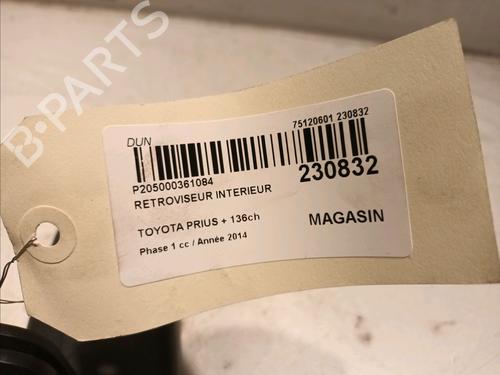 B-PARTS
DUN
75120601 230832
P205000361084
230832
RETROVISEUR INTERIEUR
TOYOTA PRIUS + 136ch
MAGASIN
Phase 1 cc / Année 2014